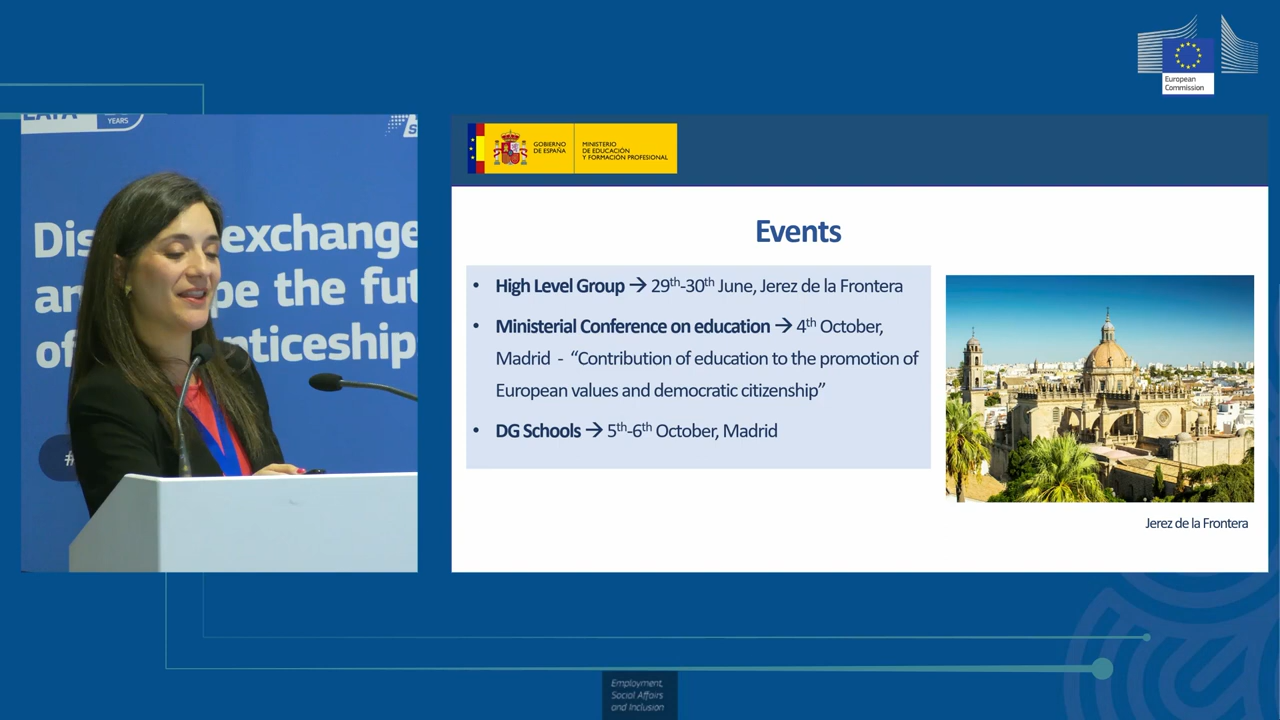 European
Commission
YEARS
exchange
the
of
#
GOBIERNO
DE ESPAÑA
MINISTERIO
DE EDUCACIÓN
Y FORMACIÓN PROFESIONAL
Events
• High Level Group → 29th-30th June, Jerez de la Frontera
• Ministerial Conference on education → 4th October,
Madrid - “Contribution of education to the promotion of
European values and democratic citizenship”
• DG Schools → 5th-6th October, Madrid
Jerez de la Frontera
Employment,
Social Affairs
and Inclusion